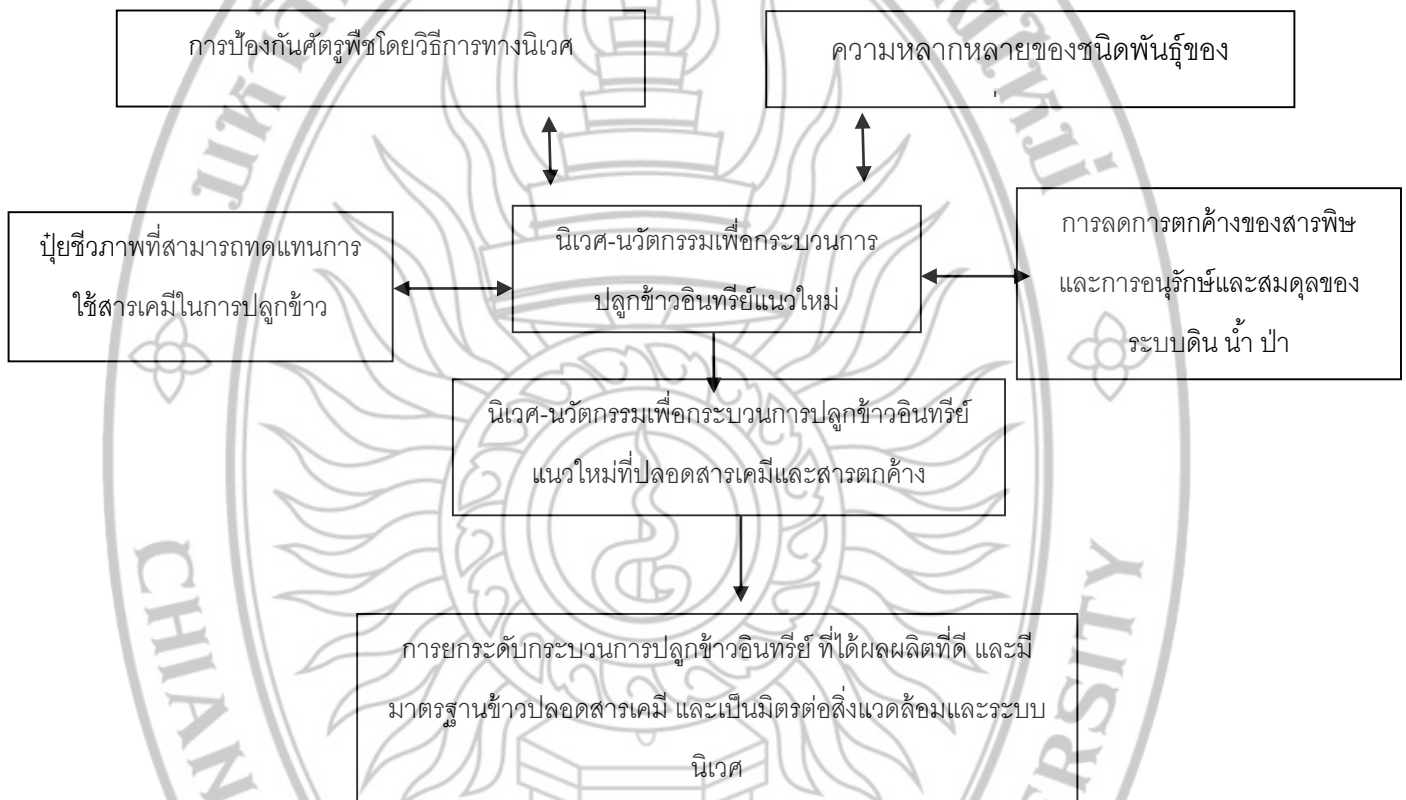 การป้องกันศัตรูพืชโดยวิธีการทางนิเวศ
ความหลากหลายของชนิดพันธุ์ของ
ปุ๋ยชีวภาพที่สามารถทดแทนการ
ใช้สารเคมีในการปลูกข้าว
นิเวศ-นวัตกรรมเพื่อกระบวนการ
ปลูกข้าวอินทรีย์แนวใหม่
การลดการตกค้างของสารพิษ
และการอนุรักษ์และสมดุลของ
ระบบดิน น้ำ ป่า
นิเวศ-นวัตกรรมเพื่อกระบวนการปลูกข้าวอินทรีย์
แนวใหม่ที่ปลอดสารเคมีและสารตกค้าง
การยกระดับกระบวนการปลูกข้าวอินทรีย์ ที่ได้ผลผลิตที่ดี และมี
มาตรฐานข้าวปลอดสารเคมี และเป็นมิตรต่อสิ่งแวดล้อมและระบบ
นิเวศ